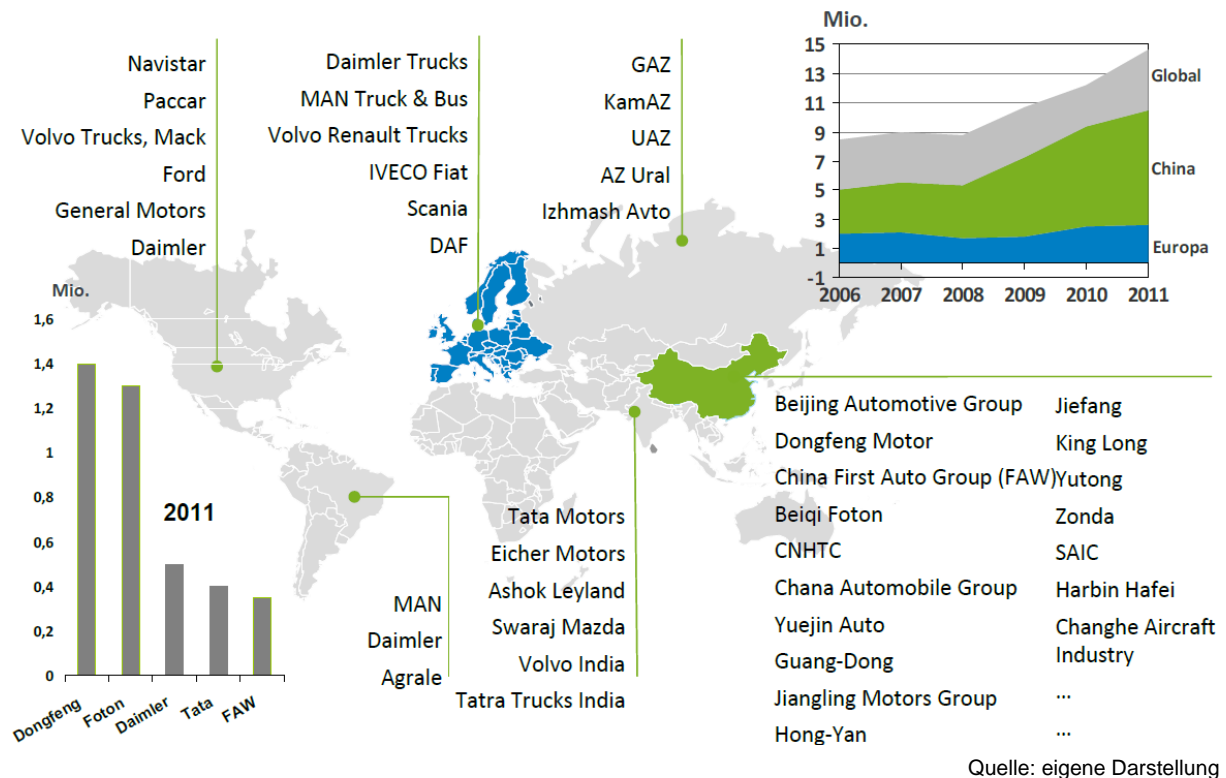 Navistar
Paccar
Volvo Trucks, Mack
Ford
General Motors
Daimler
Daimler Trucks
MAN Truck & Bus
Volvo Renault Trucks
IVECO Fiat
Scania
DAF
GAZ
KamAZ
UAZ
AZ Ural
Izhmash Avto
Mio.
15
13
11
9
7
5
3
1
-1
2006 2007 2008 2009 2010 2011
Global
China
Europa
Mio.
1,6
1,4
1,2
1
0,8
0,6
0,4
0,2
0
2011
Dongfeng
Foton
Daimler
Tata
FAW
MAN
Daimler
Agrale
Tata Motors
Eicher Motors
Ashok Leyland
Swaraj Mazda
Volvo India
Tatra Trucks India
Beijing Automotive Group
Dongfeng Motor
China First Auto Group (FAW)
Beiqi Foton
CNHTC
Chana Automobile Group
Yuejin Auto
Guang-Dong
Jiangling Motors Group
Hong-Yan
Jiefang
King Long
Yutong
Zonda
SAIC
Harbin Hafei
Changhe Aircraft
Industry
...
...
Quelle: eigene Darstellung